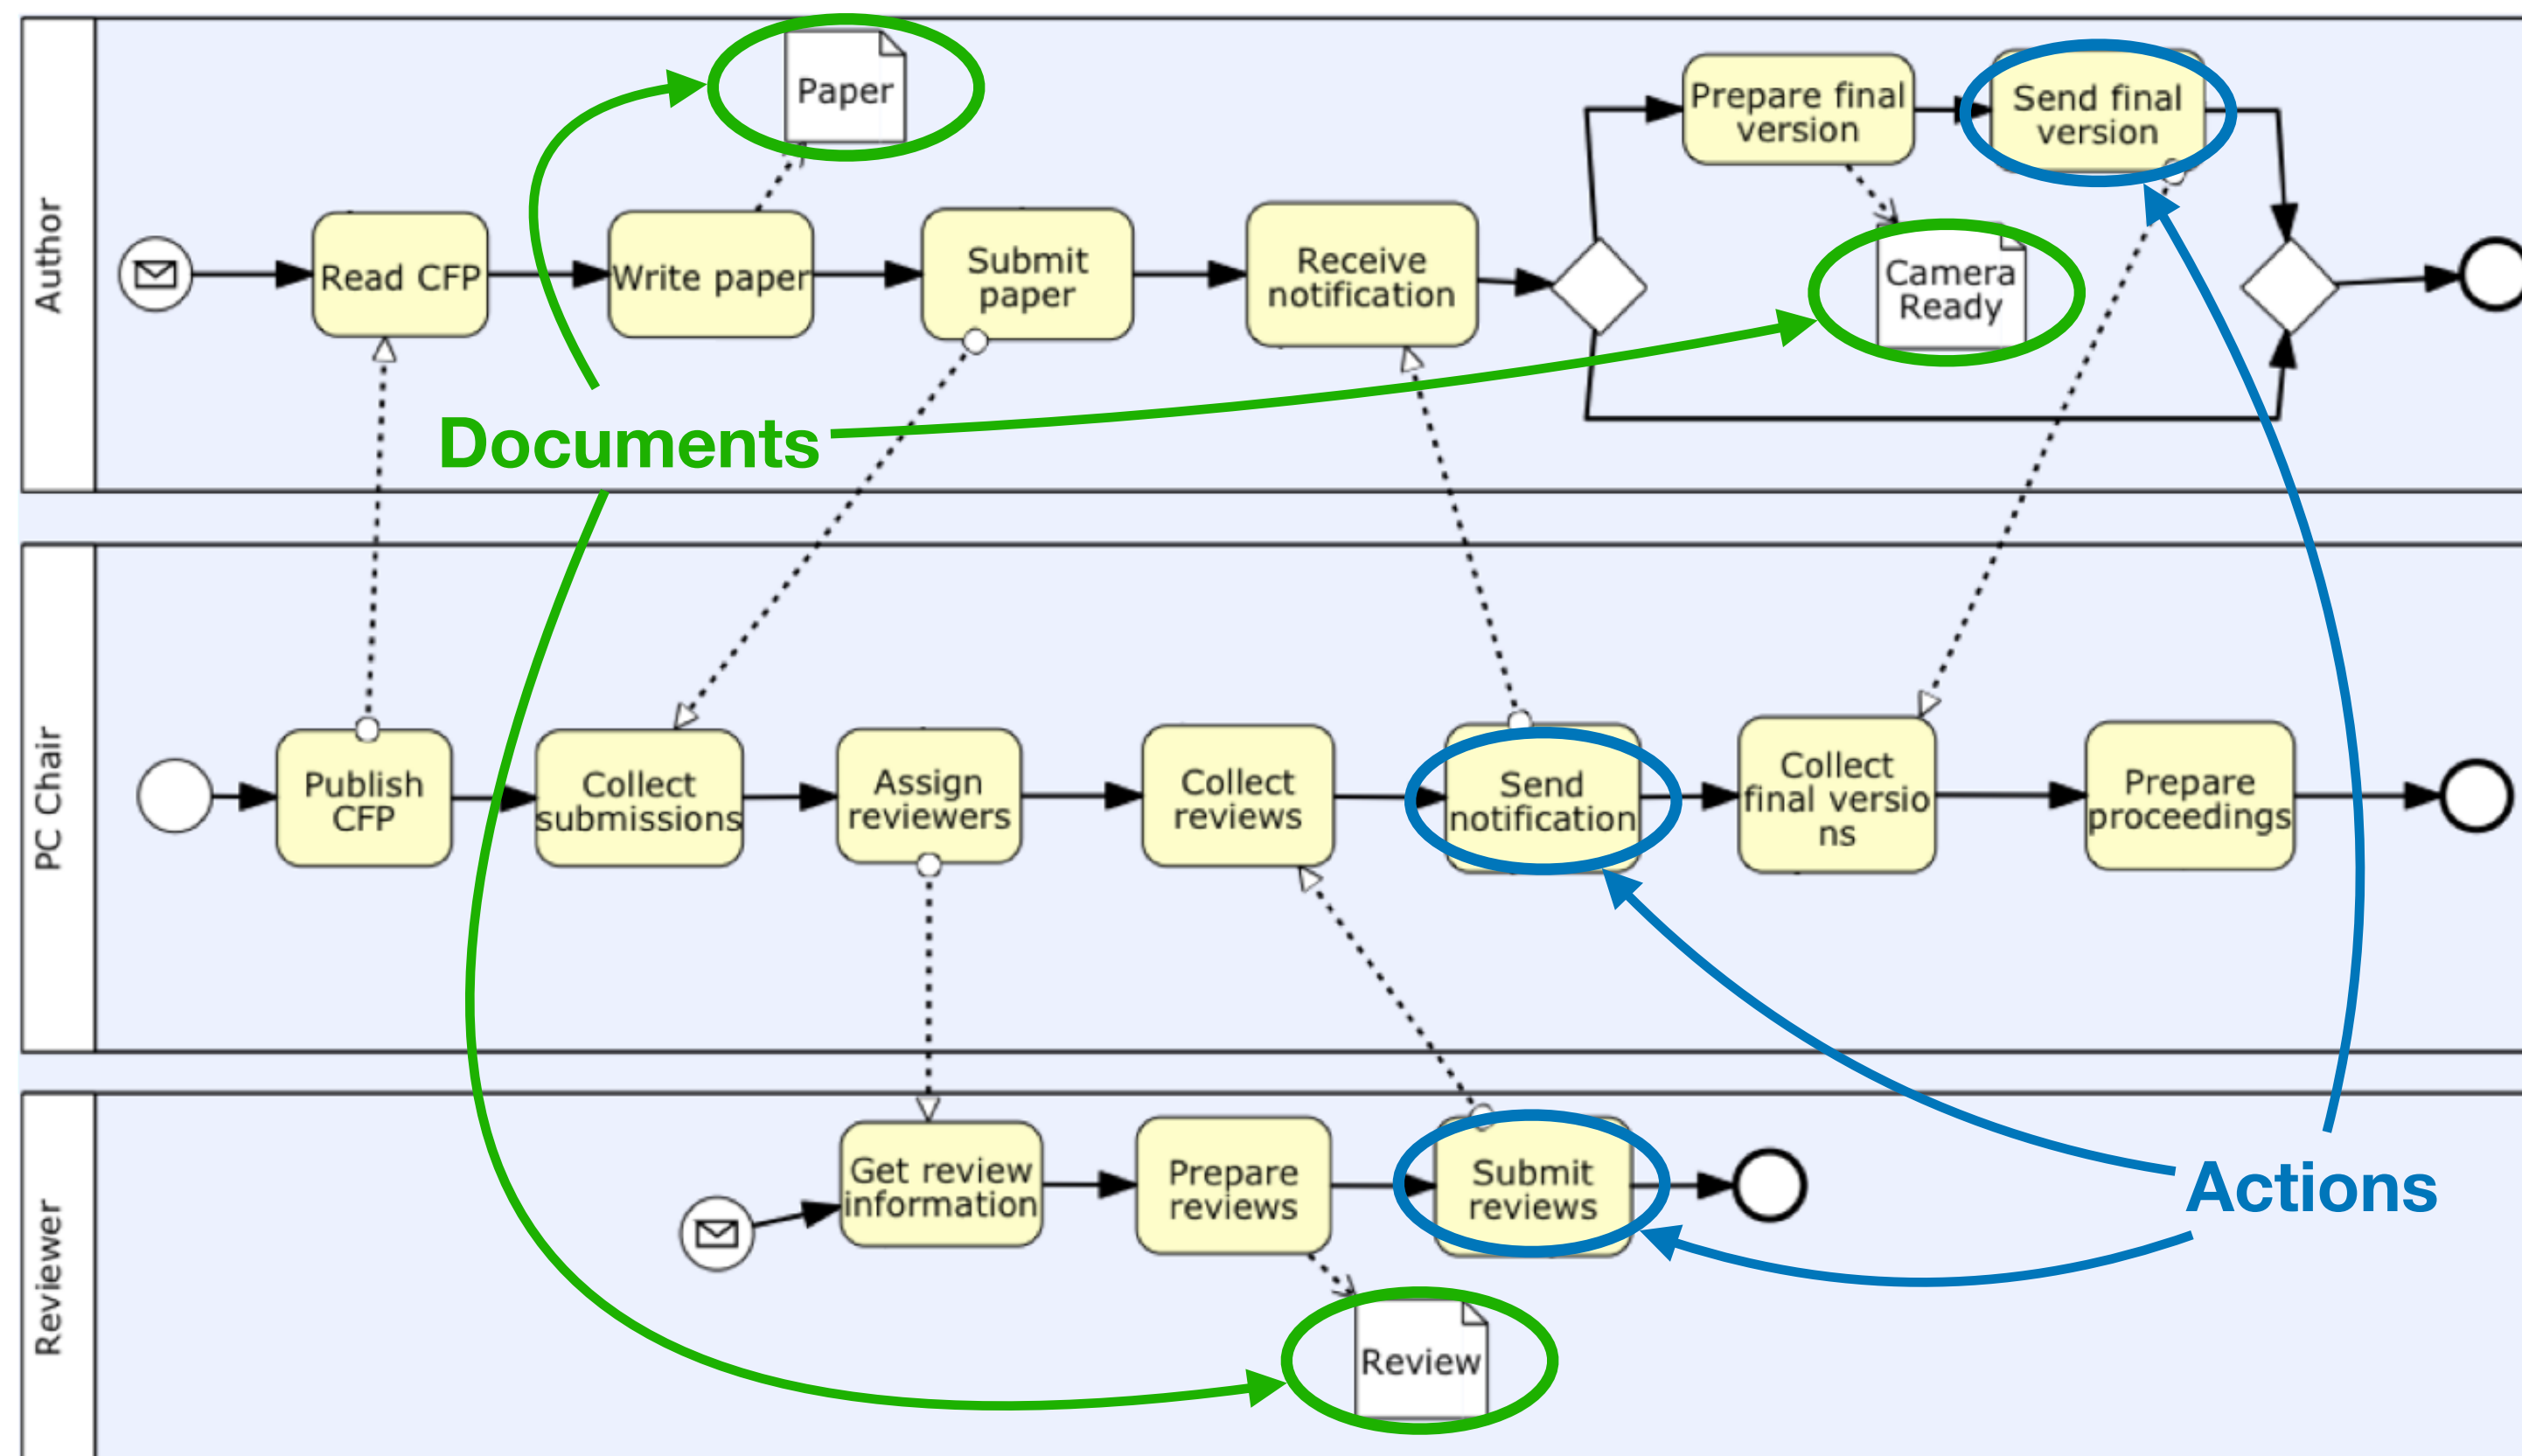 Author
Paper
Read CFP
Write paper
Submit
paper
Receive
notification
Prepare final
version
Send final
version
Camera
Ready
Documents
PC Chair
Publish
CFP
Collect
submissions
Assign
reviewers
Collect
reviews
Send
notification
Collect
final versio
ns
Prepare
proceedings
Reviewer
Get review
information
Prepare
reviews
Submit
reviews
Actions
Review